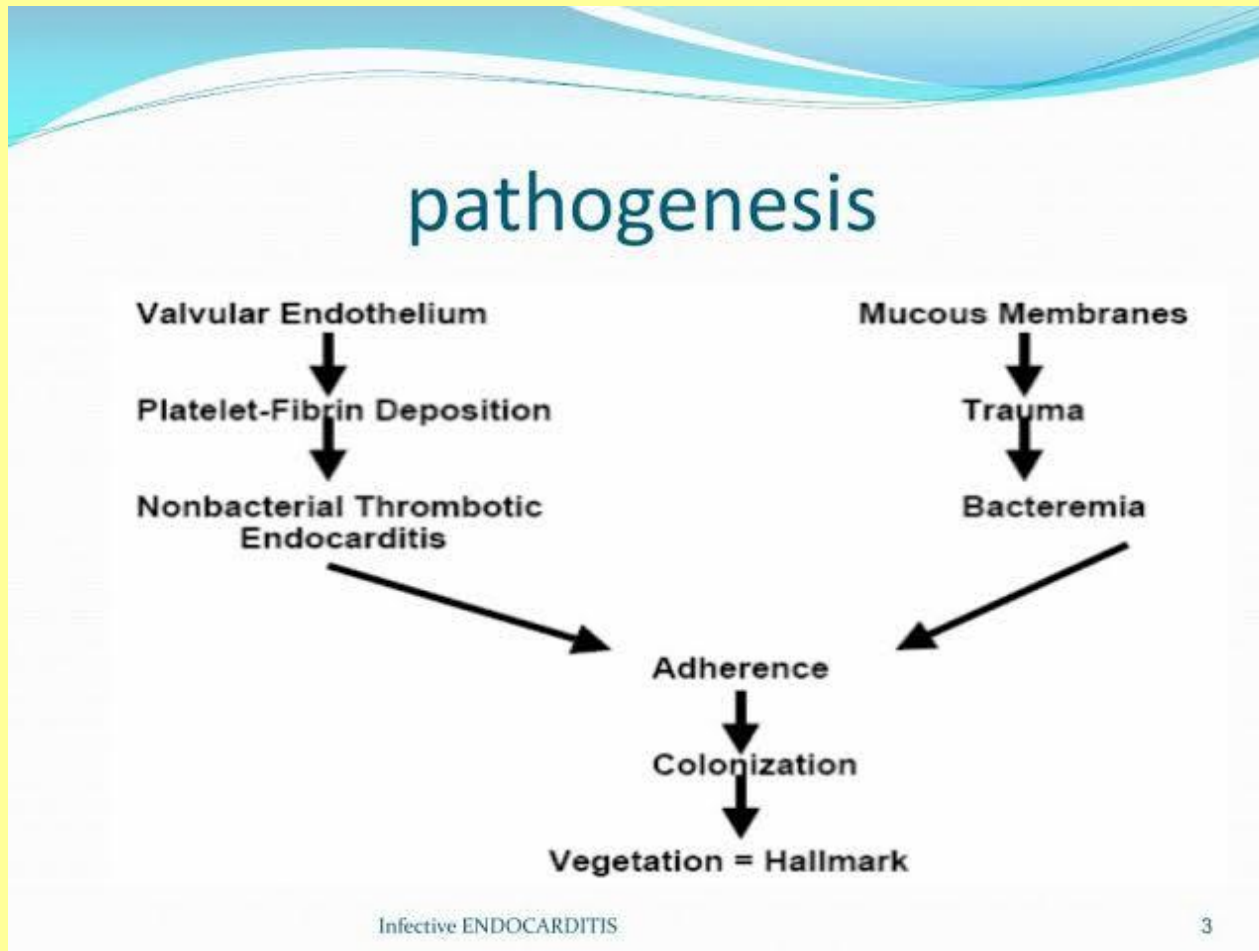 pathogenesis
Valvular Endothelium
Platelet-Fibrin Deposition
Nonbacterial Thrombotic
Endocarditis
Mucous Membranes
Trauma
Bacteremia
Adherence
Colonization
Vegetation = Hallmark
Infective ENDOCARDITIS
3